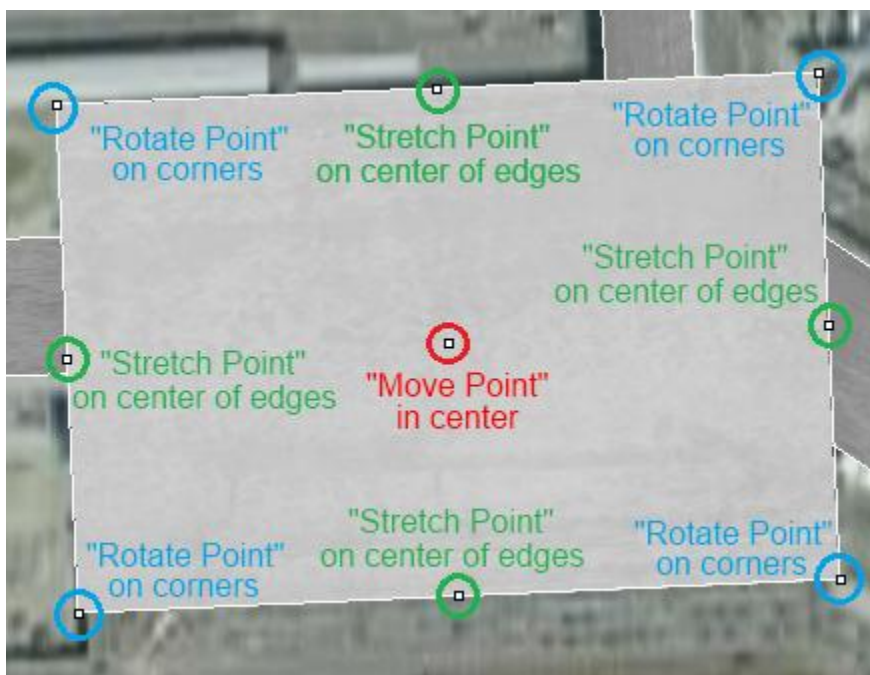 "Rotate Point"
on corners
"Stretch Point"
on center of edges
"Rotate Point"
on corners
"Stretch Point"
on center of edges
"Stretch Point"
on center of edges
"Move Point"
in center
"Rotate Point"
on corners
"Stretch Point"
on center of edges
"Rotate Point"
on corners